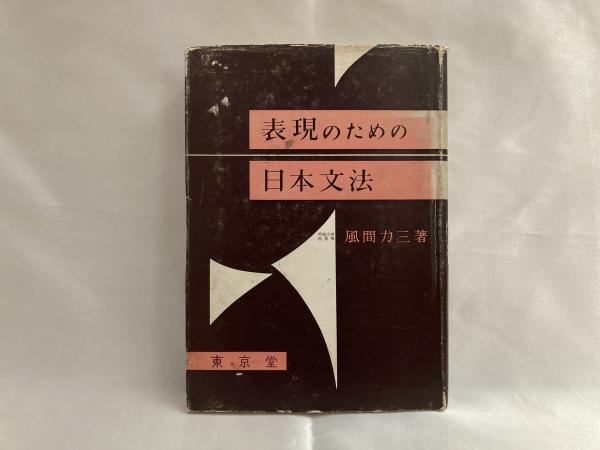 表現のための
日本文法
風間力三著
東京堂